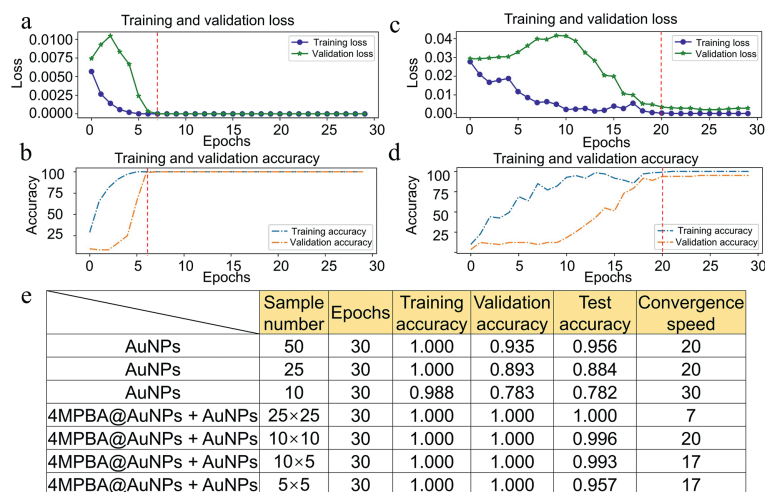 a
Training and validation loss
0.0100
0.0075
0.0050
0.0025
0.0000
Loss
Training loss
Validation loss
0 5 10 15 20 25 30
Epochs
c
Training and validation loss
0.04
0.03
0.02
0.01
0.00
Loss
Training loss
Validation loss
0 5 10 15 20 25 30
Epochs
b
Training and validation accuracy
100
75
50
25
Accuracy
Training accuracy
Validation accuracy
0 5 10 15 20 25 30
Epochs
d
Training and validation accuracy
100
75
50
25
Accuracy
Training accuracy
Validation accuracy
0 5 10 15 20 25 30
Epochs
e
Sample number Epochs Training accuracy Validation accuracy Test accuracy Convergence speed
AuNPs 50 30 1.000 0.935 0.956 20
AuNPs 25 30 1.000 0.893 0.884 20
AuNPs 10 30 0.988 0.783 0.782 30
4MPBA@AuNPs + AuNPs 25×25 30 1.000 1.000 1.000 7
4MPBA@AuNPs + AuNPs 10×10 30 1.000 1.000 0.996 20
4MPBA@AuNPs + AuNPs 10×5 30 1.000 1.000 0.993 17
4MPBA@AuNPs + AuNPs 5×5 30 1.000 1.000 0.957 17